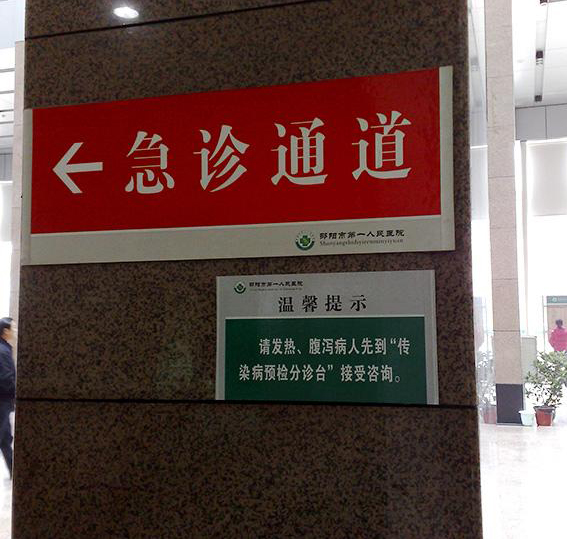 ←急诊通道
邵阳市第一人民医院
Shaoyangshidiyirenminyiyuan
邵阳市第一人民医院
温馨提示
请发热、腹泻病人先到“传
染病预检分诊台”接受咨询。